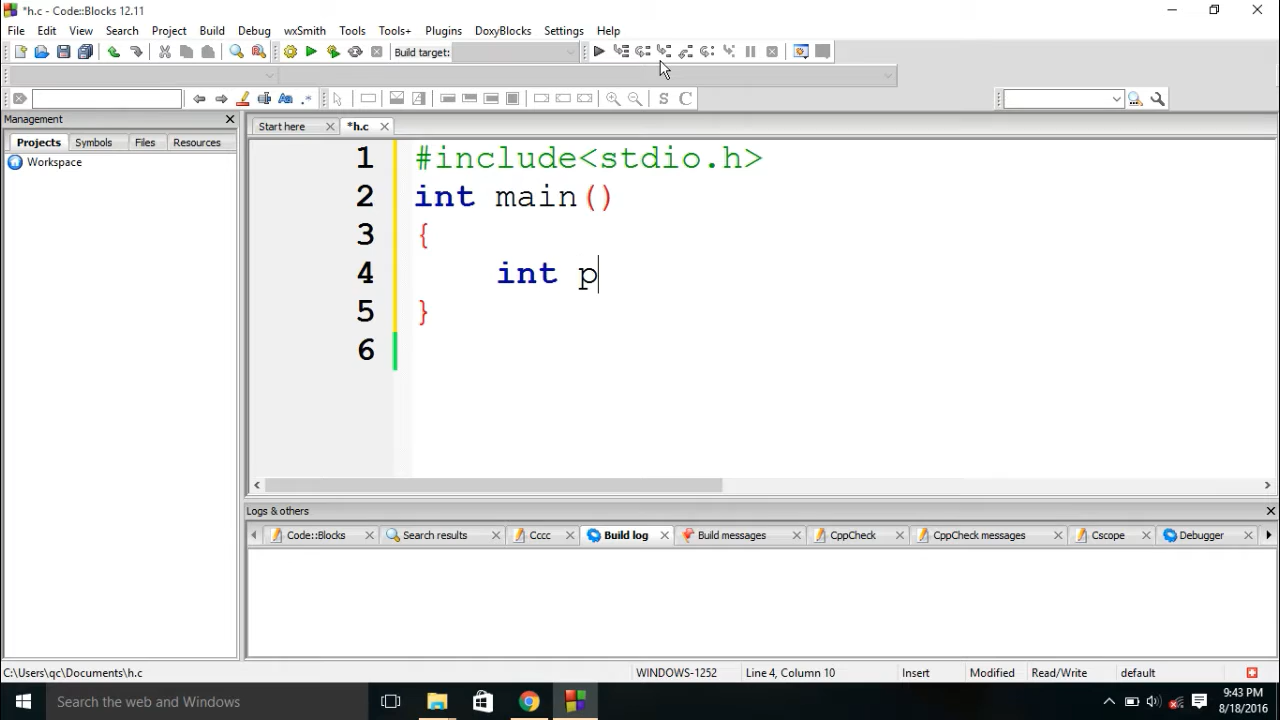 *h.c - Code::Blocks 12.11
File Edit View Search Project Build Debug wxSmith Tools Tools+ Plugins DoxyBlocks Settings Help
Build target:
S C
Management
Projects Symbols Files Resources
Workspace
Start here *h.c
1 #include<stdio.h>
2 int main()
3 {
4 int p
5 }
6
Logs & others
Code::Blocks Search results Cccc Build log Build messages CppCheck CppCheck messages Cscope Debugger
C:\Users\qc\Documents\h.c WINDOWS-1252 Line 4, Column 10 Insert Modified Read/Write default
Search the web and Windows
9:43 PM
8/18/2016